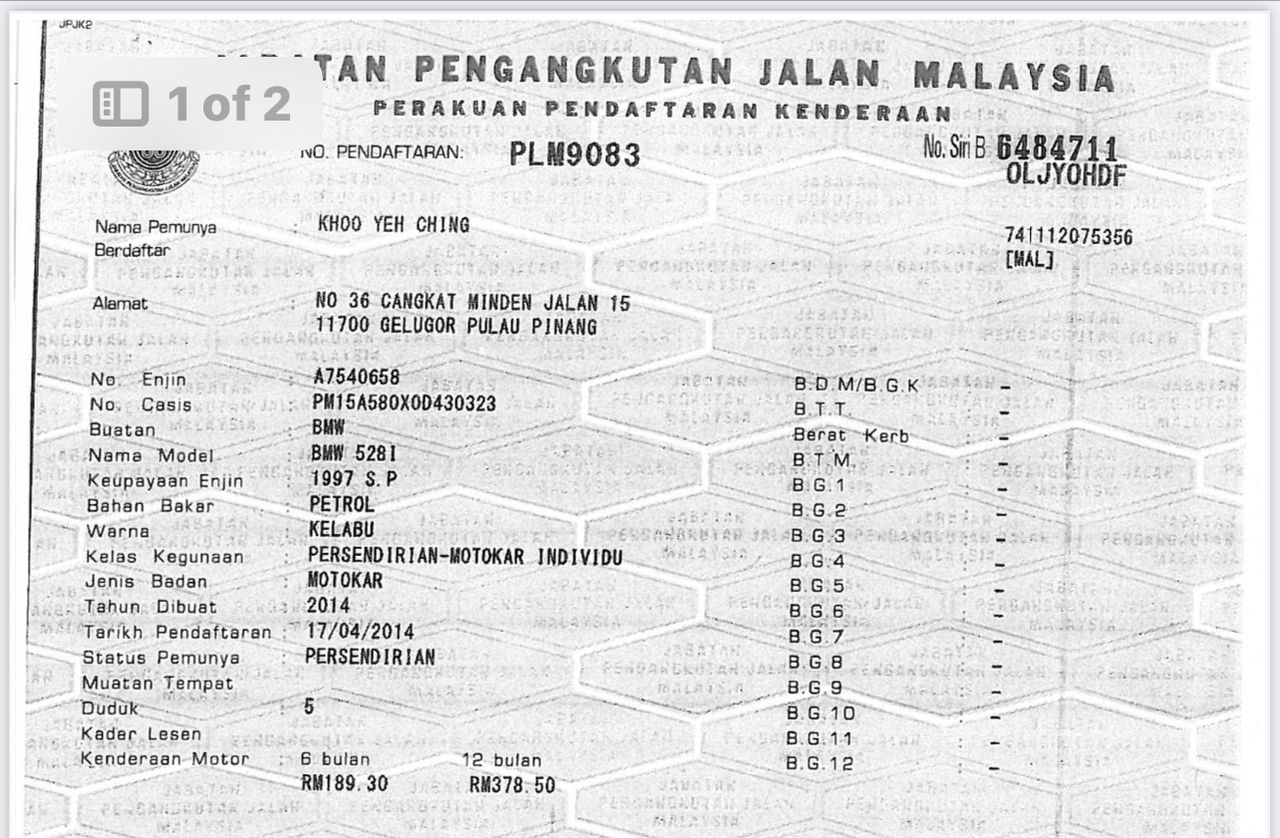 JPJK2
1 of 2
PENGANGKUTAN JALAN MALAYSIA
PERAKUAN PENDAFTARAN KENDERAAN
NO. PENDAFTARAN: PLM9083 No. Siri B 6484711
OLJYOHDF
Nama Pemunya : KHOO YEH CHING 741112075356
Berdaftar [MAL]
Alamat : NO 36 CANGKAT MINDEN JALAN 15
11700 GELUGOR PULAU PINANG
No. Enjin : A7540658 B.D.M/B.G.K : -
No. Casis : PM15A580X0D430323 B.T.T. : -
Buatan : BMW Berat Kerb : -
Nama Model : BMW 528I B.T.M. : -
Keupayaan Enjin : 1997 S.P B.G.1 : -
Bahan Bakar : PETROL B.G.2 : -
Warna : KELABU B.G.3 : -
Kelas Kegunaan : PERSENDIRIAN-MOTOKAR INDIVIDU B.G.4 : -
Jenis Badan : MOTOKAR B.G.5 : -
Tahun Dibuat : 2014 B.G.6 : -
Tarikh Pendaftaran : 17/04/2014 B.G.7 : -
Status Pemunya : PERSENDIRIAN B.G.8 : -
Muatan Tempat B.G.9 : -
Duduk : 5 B.G.10 : -
Kadar Lesen B.G.11 : -
Kenderaan Motor : 6 bulan 12 bulan B.G.12 : -
RM189.30 RM378.50